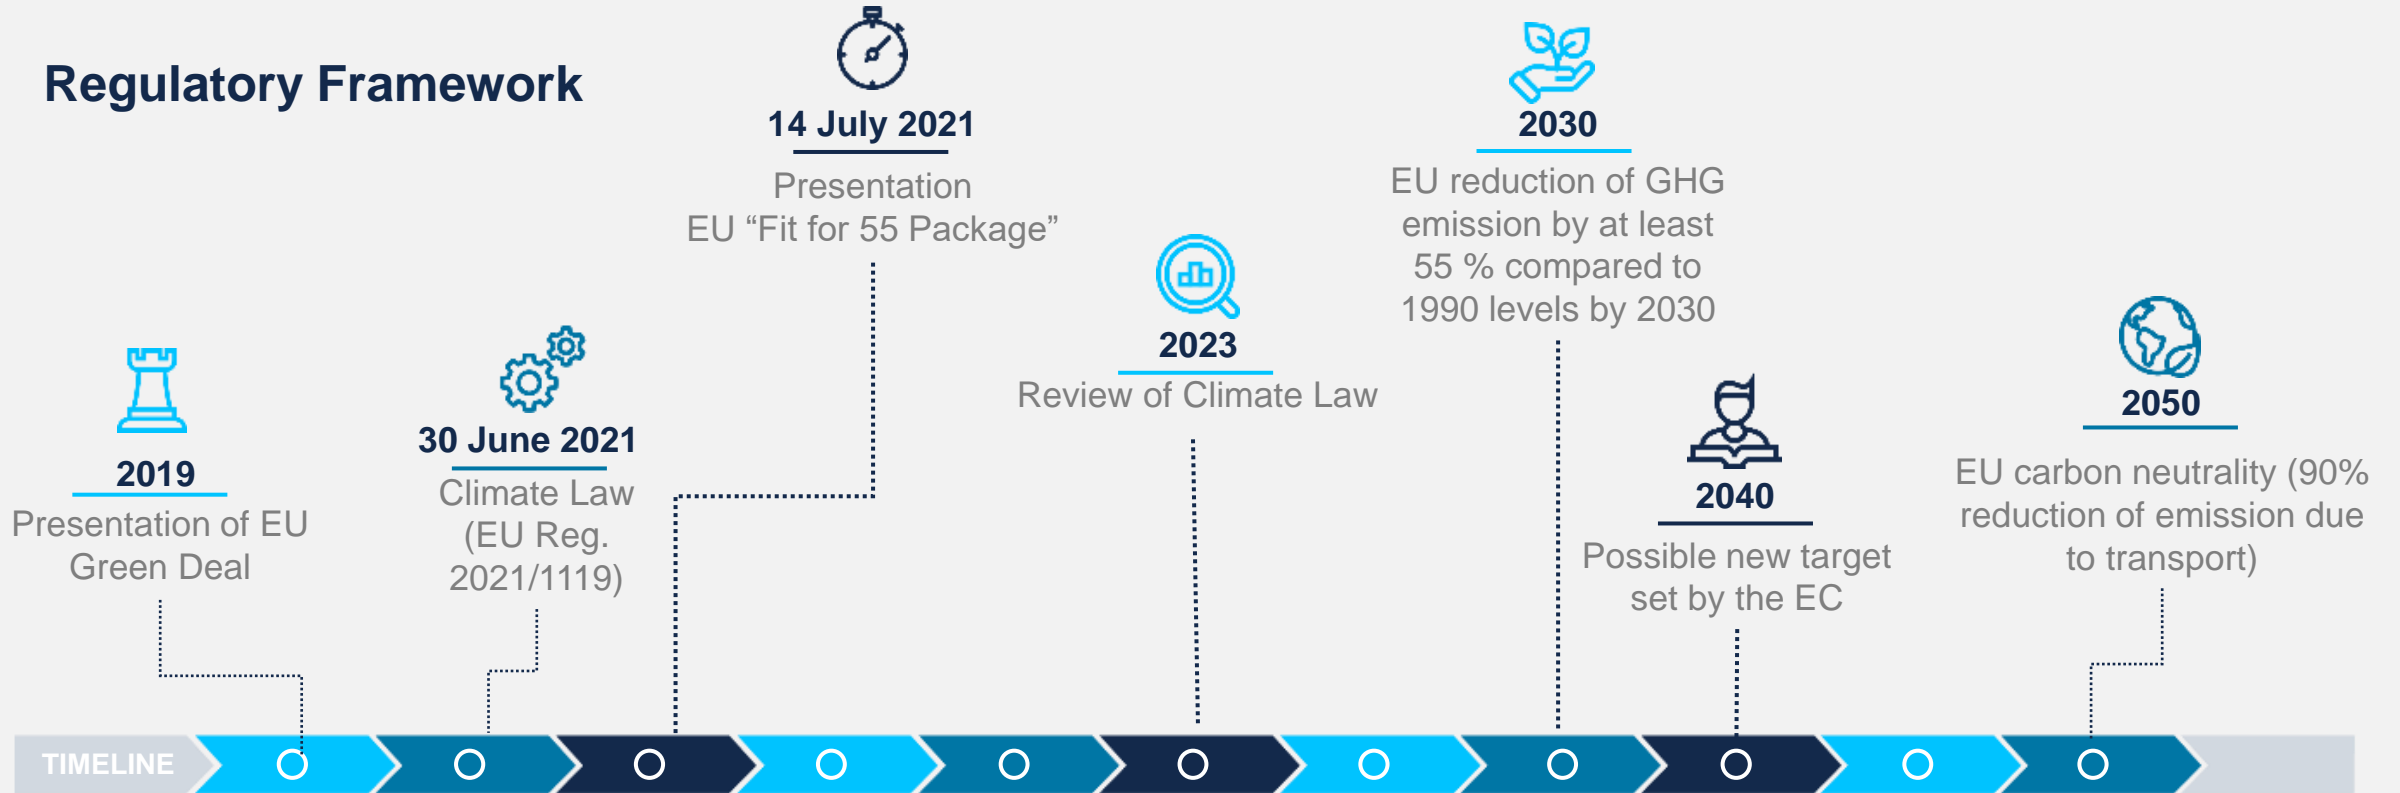 Regulatory Framework
2019
Presentation of EU
Green Deal
30 June 2021
Climate Law
(EU Reg.
2021/1119)
14 July 2021
Presentation
EU “Fit for 55 Package”
2023
Review of Climate Law
2030
EU reduction of GHG
emission by at least
55 % compared to
1990 levels by 2030
2040
Possible new target
set by the EC
2050
EU carbon neutrality (90%
reduction of emission due
to transport)
TIMELINE